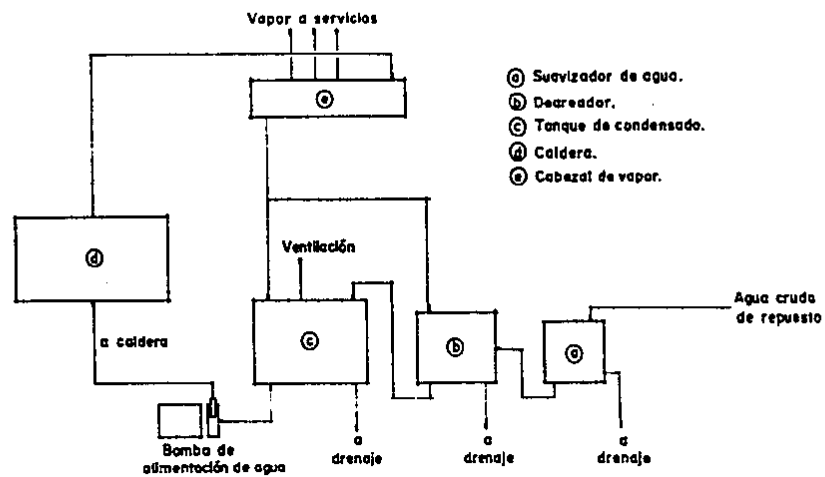 Vapor a servicios
e
a Suavizador de agua.
b Deareador.
c Tanque de condensado.
d Caldera.
e Cabezal de vapor.
d
Ventilación
Agua cruda
de repuesto
a caldera
c
b
a
Bomba de
alimentación de agua
a
drenaje
a
drenaje
a
drenaje